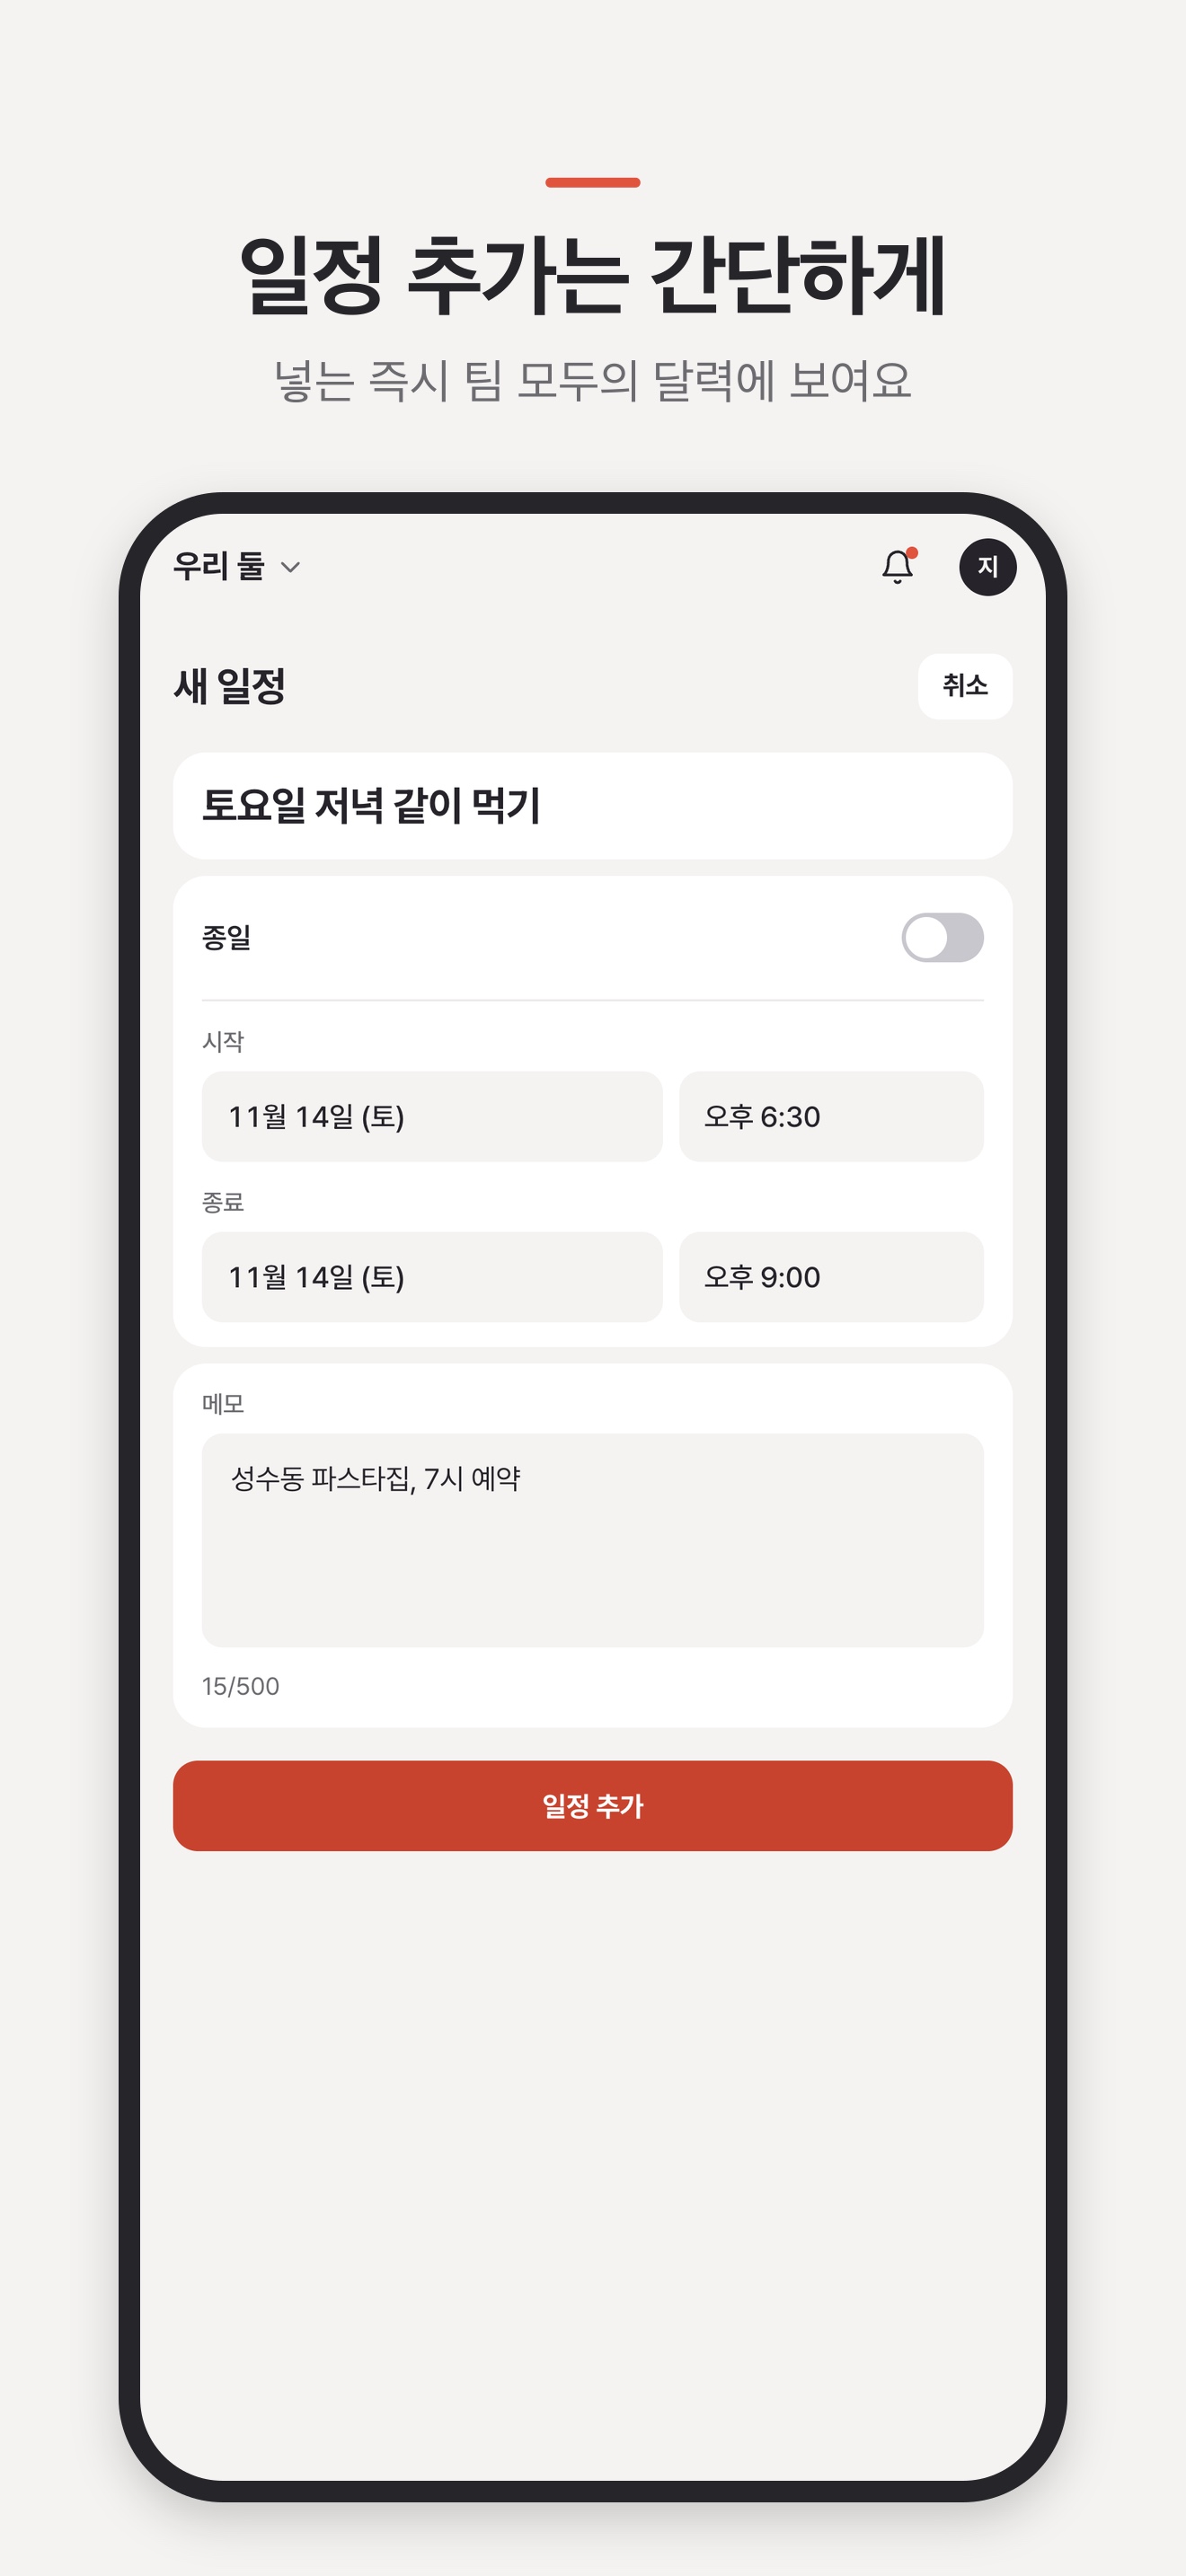 일정 추가는 간단하게
넣는 즉시 팀 모두의 달력에 보여요
우리 둘
지
새 일정
취소
토요일 저녁 같이 먹기
종일
시작
11월 14일 (토)
오후 6:30
종료
11월 14일 (토)
오후 9:00
메모
성수동 파스타집, 7시 예약
15/500
일정 추가